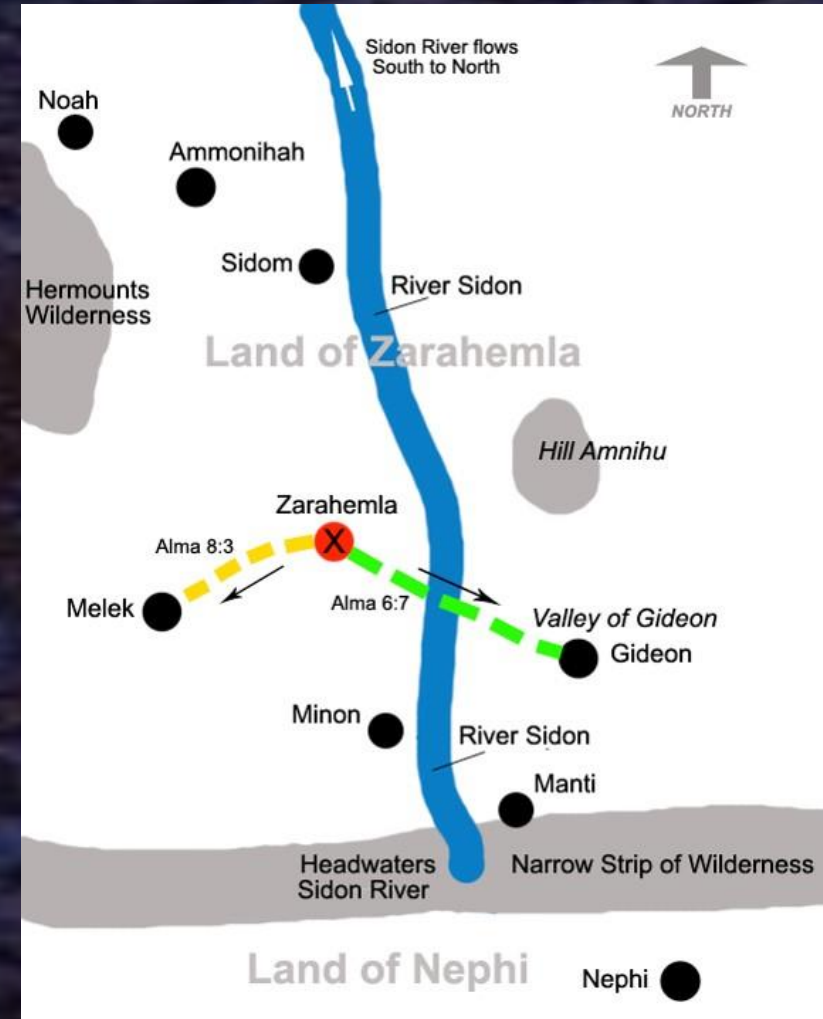 Sidon River flows
South to North
NORTH
Noah
Ammonihah
Sidom
River Sidon
Hermounts
Wilderness
Land of Zarahemla
Hill Amnihu
Zarahemla
X
Alma 8:3
Melek
Alma 6:7
Valley of Gideon
Gideon
Minon
River Sidon
Manti
Headwaters
Sidon River
Narrow Strip of Wilderness
Land of Nephi
Nephi